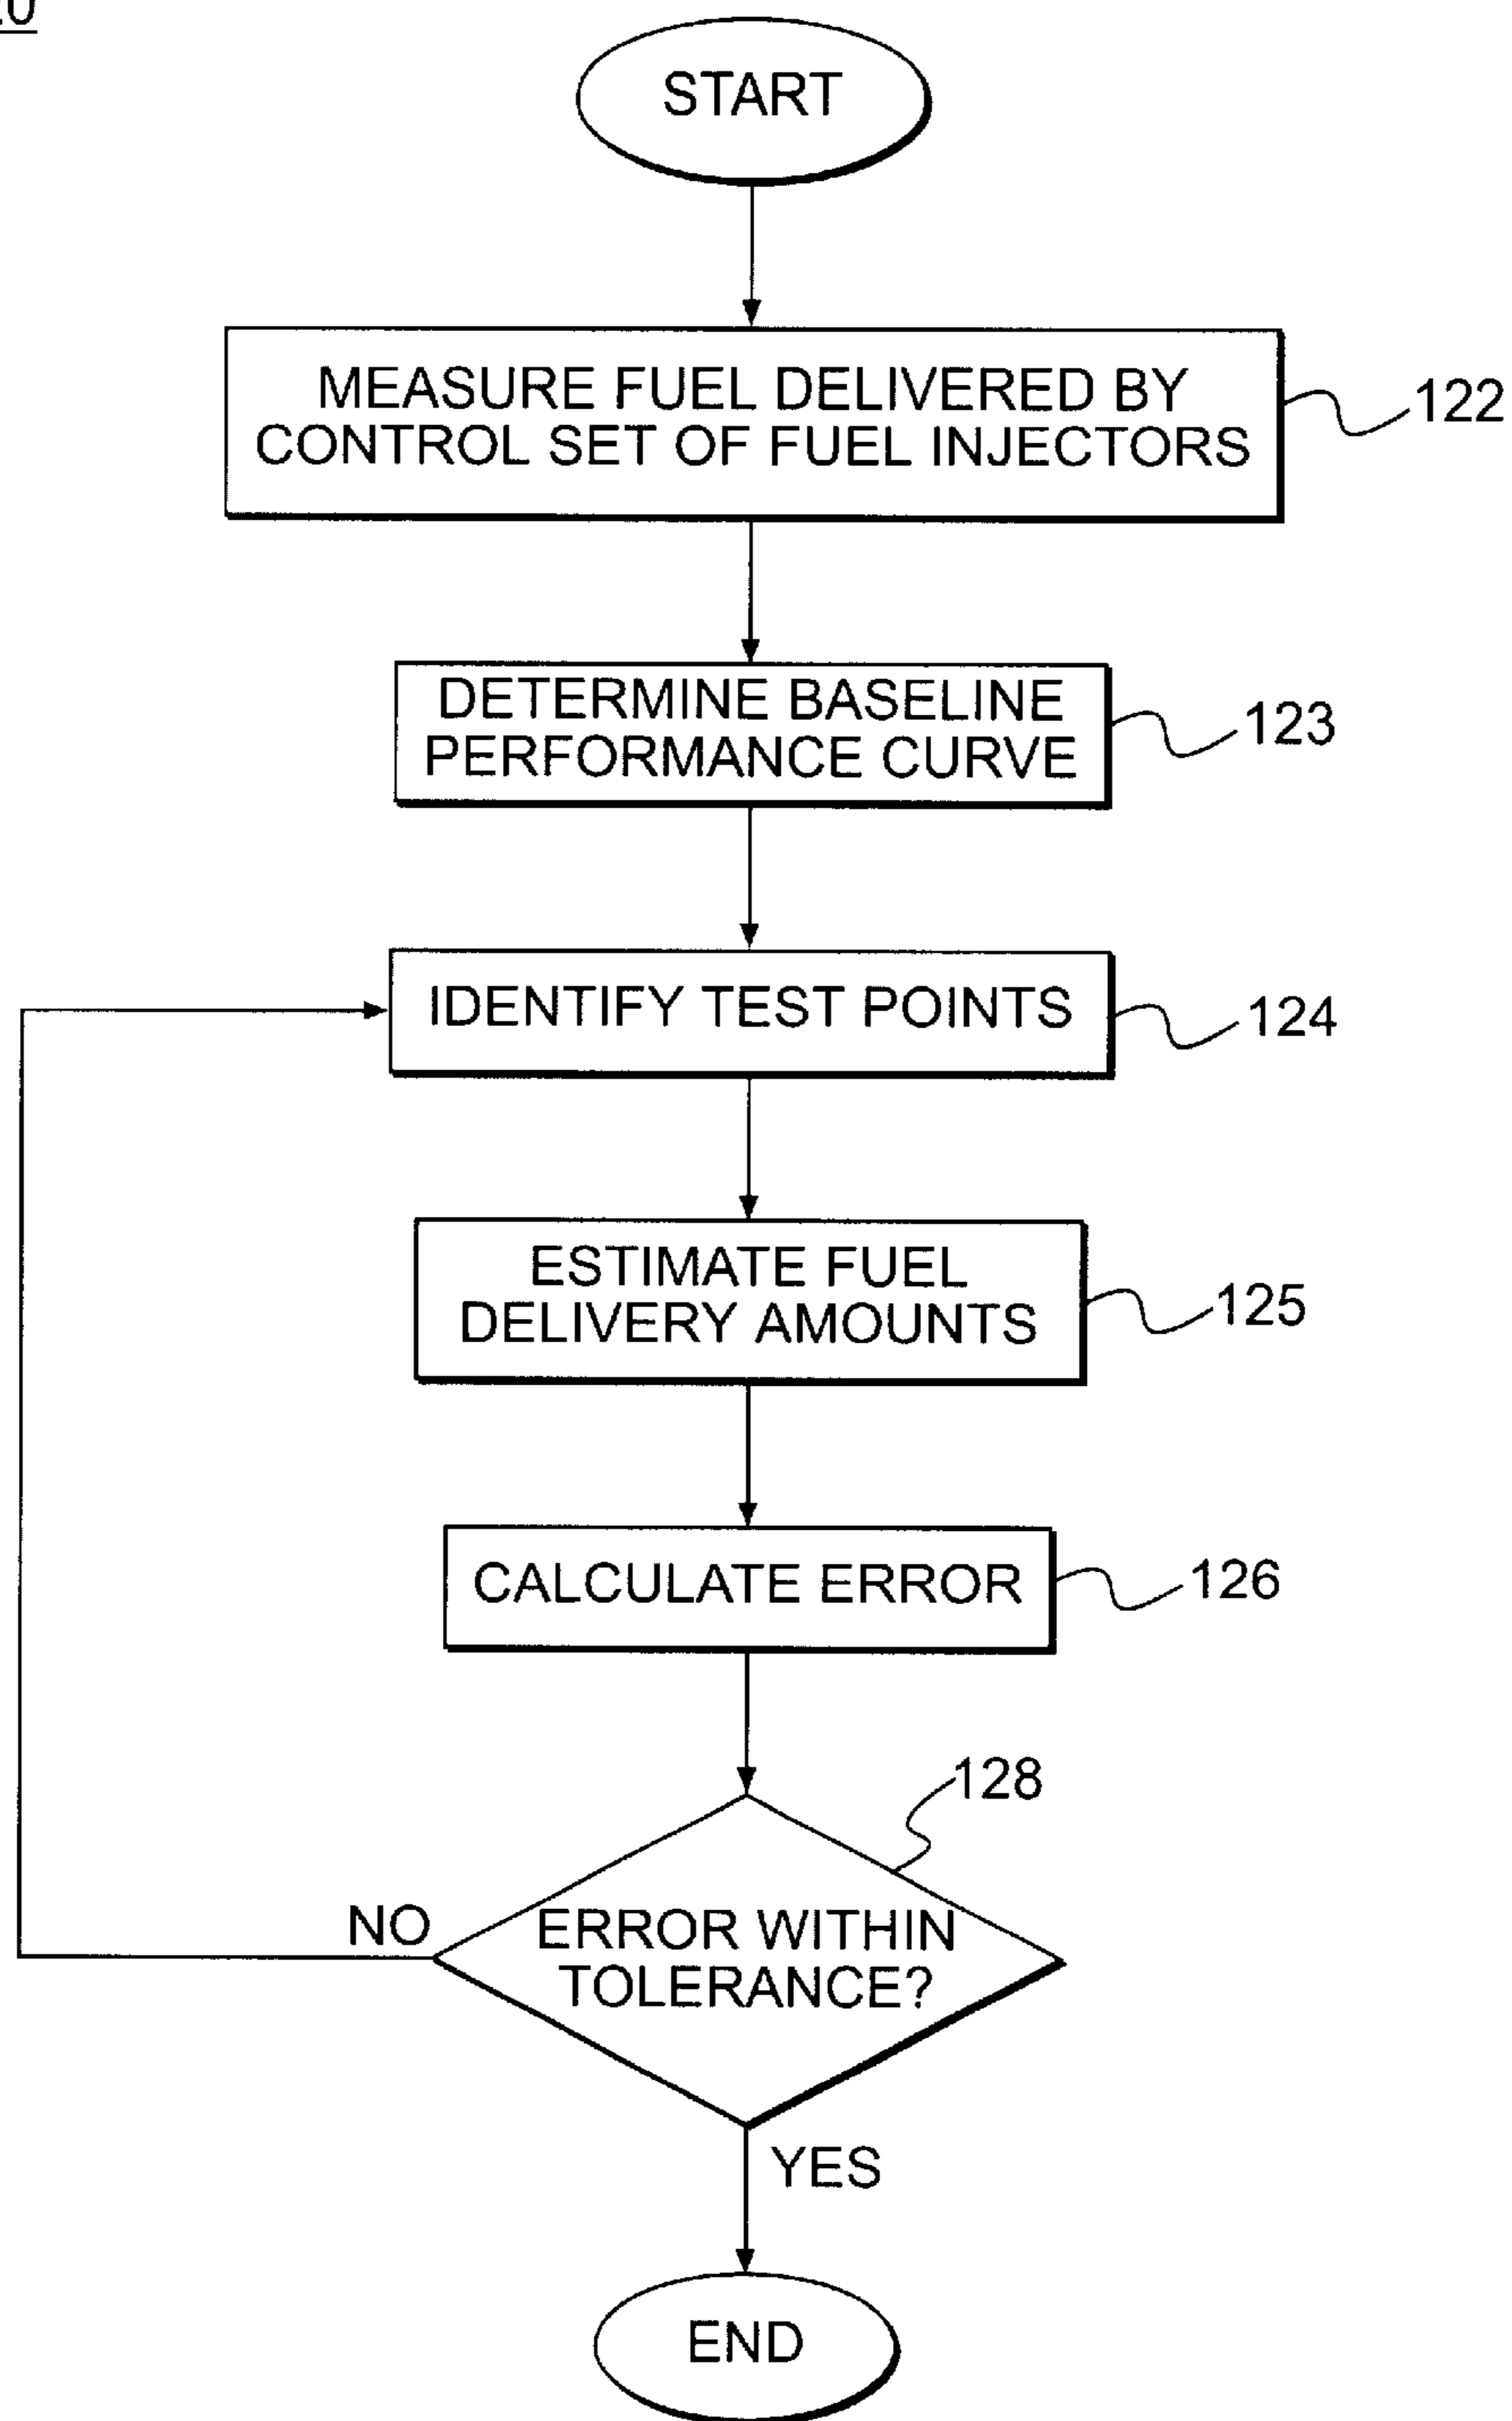 START
MEASURE FUEL DELIVERED BY
CONTROL SET OF FUEL INJECTORS
122
DETERMINE BASELINE
PERFORMANCE CURVE
123
IDENTIFY TEST POINTS
124
ESTIMATE FUEL
DELIVERY AMOUNTS
125
CALCULATE ERROR
126
128
NO
ERROR WITHIN
TOLERANCE?
YES
END